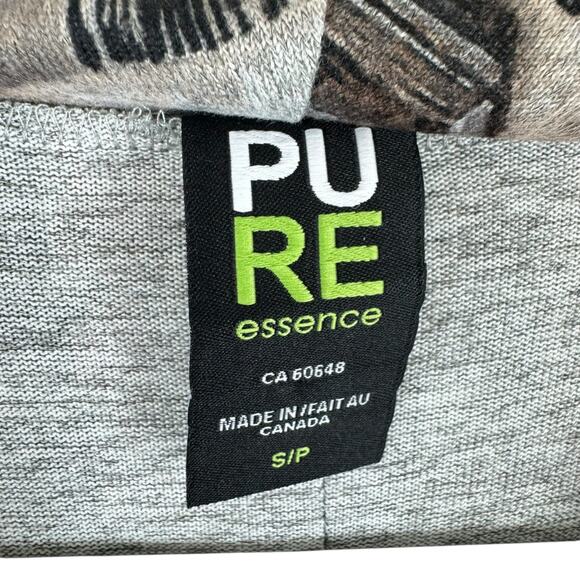 PU
RE
essence
CA 60648
MADE IN/FAIT AU
CANADA
S/P